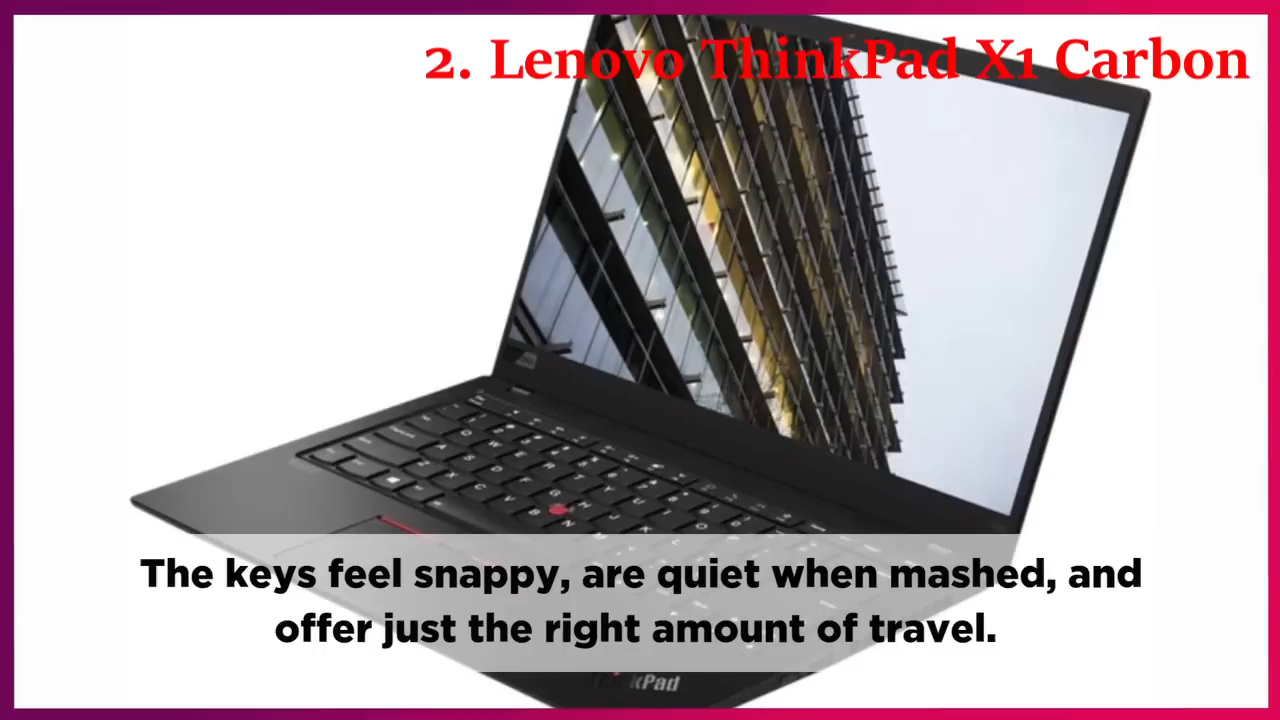 2. Lenovo ThinkPad X1 Carbon
The keys feel snappy, are quiet when mashed, and
offer just the right amount of travel.
ThinkPad